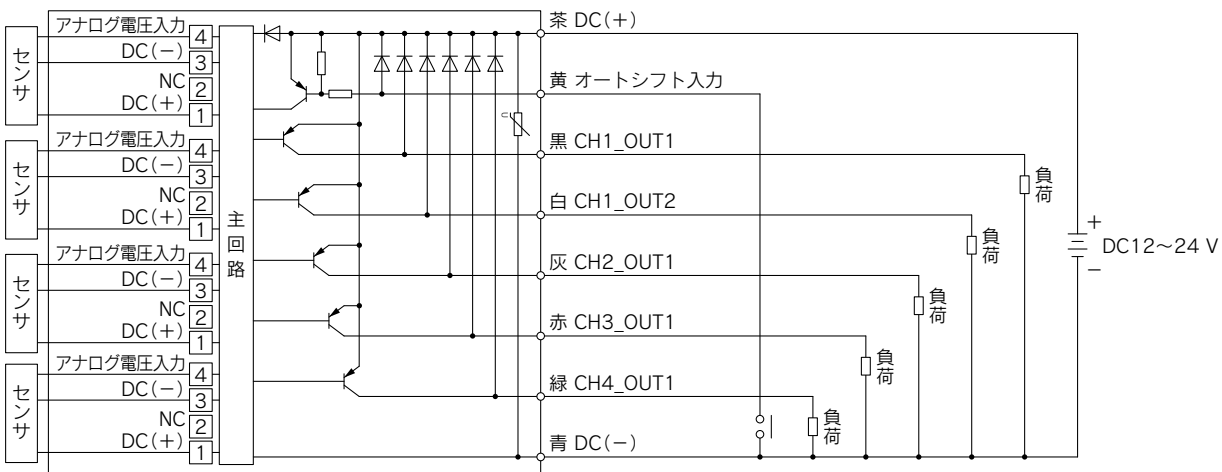 センサ
アナログ電圧入力 4
DC(−) 3
NC 2
DC(+) 1
センサ
アナログ電圧入力 4
DC(−) 3
NC 2
DC(+) 1
センサ
アナログ電圧入力 4
DC(−) 3
NC 2
DC(+) 1
センサ
アナログ電圧入力 4
DC(−) 3
NC 2
DC(+) 1
主回路
U
茶 DC(+)
黄 オートシフト入力
黒 CH1_OUT1
白 CH1_OUT2
灰 CH2_OUT1
赤 CH3_OUT1
緑 CH4_OUT1
青 DC(−)
負荷
負荷
負荷
負荷
負荷
+
DC12〜24 V
−